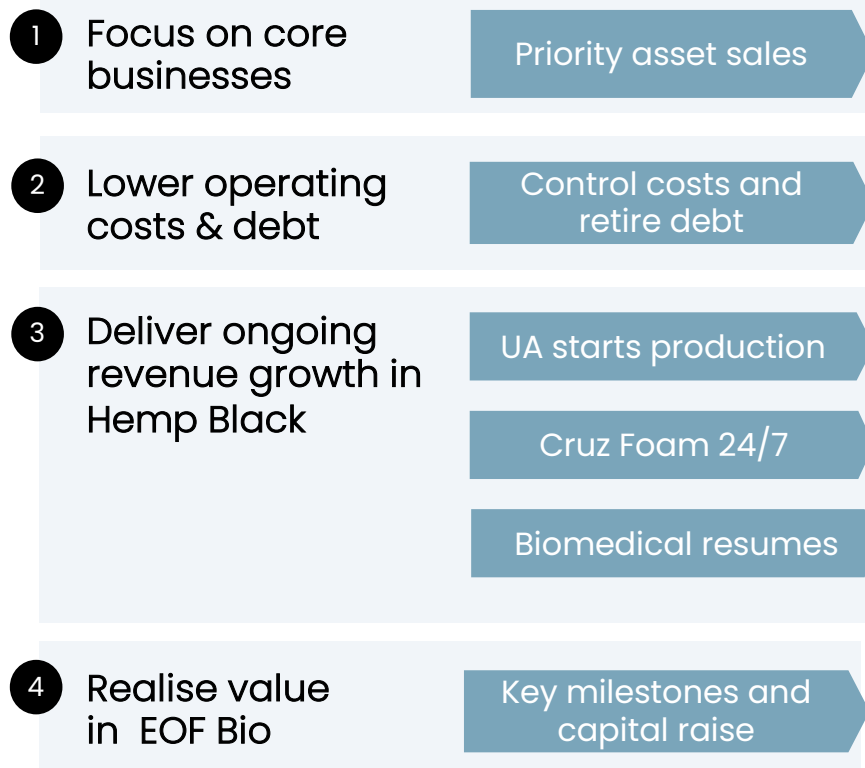 1
Focus on core
businesses
Priority asset sales
2
Lower operating
costs & debt
Control costs and
retire debt
3
Deliver ongoing
revenue growth in
Hemp Black
UA starts production
Cruz Foam 24/7
Biomedical resumes
4
Realise value
in EOF Bio
Key milestones and
capital raise